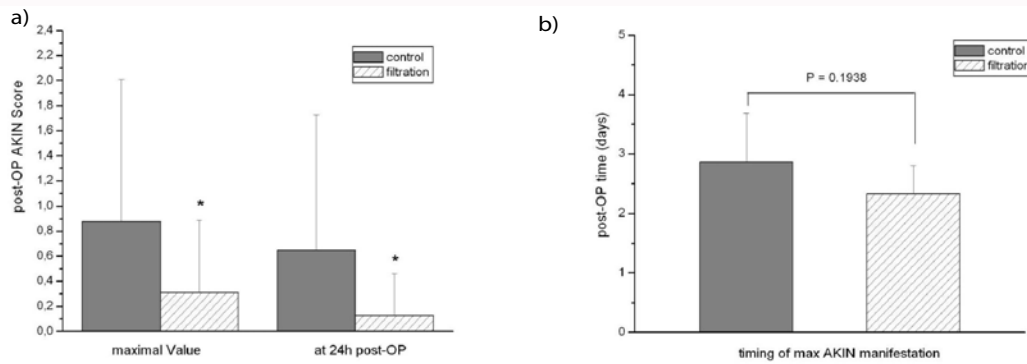 a)
post-OP AKIN Score
2,4
2,2
2,0
1,8
1,6
1,4
1,2
1,0
0,8
0,6
0,4
0,2
0,0
control
filtration
*
*
maximal Value
at 24h post-OP
b)
post-OP time (days)
5
4
3
2
1
0
control
filtration
P = 0.1938
timing of max AKIN manifestation